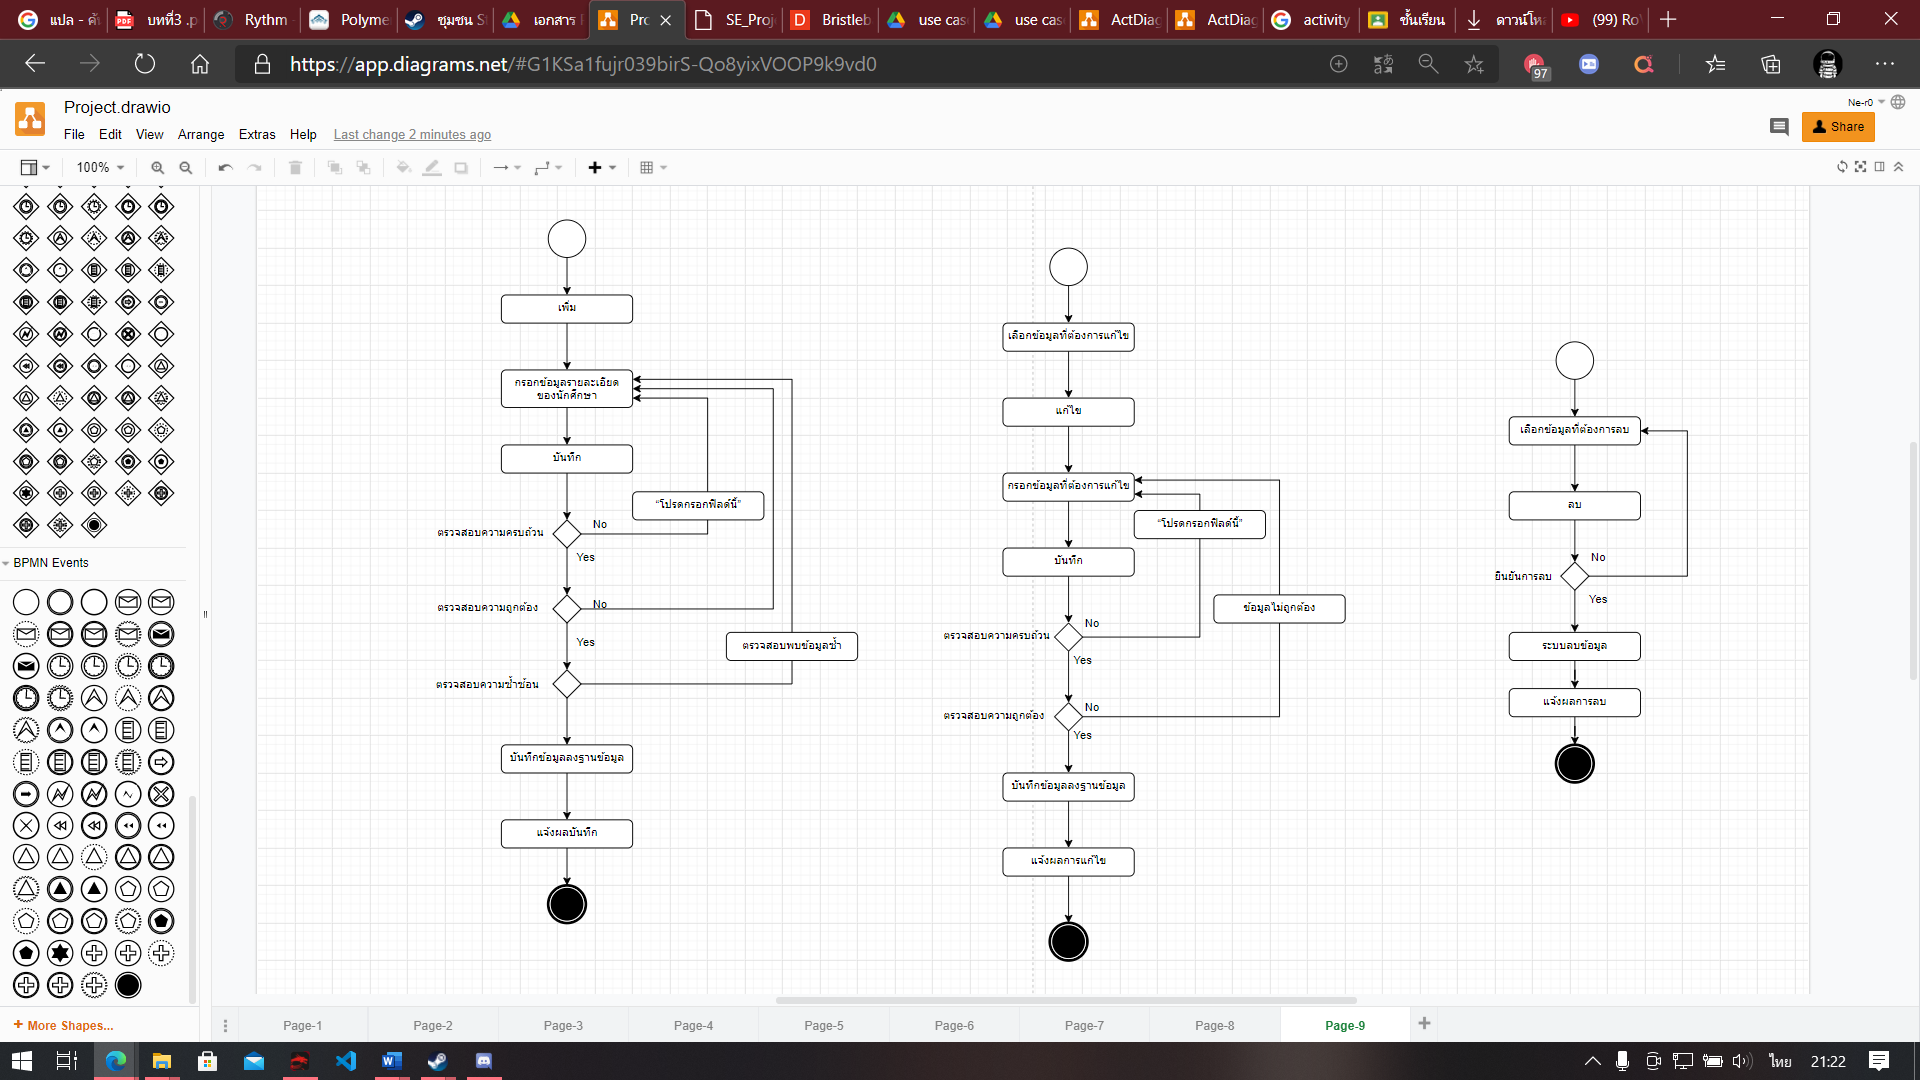 แปล - ค้
บทที่3 .p
Rythm -
Polyme
ชุมชน St
เอกสาร
Pro
SE_Proj
Bristleb
use cas
use cas
ActDiag
ActDiag
activity
ชั้นเรียน
ดาวน์โห
(99) Ro
https://app.diagrams.net/#G1KSa1fujr039birS-Qo8yixVOOP9k9vd0
97
Project.drawio
Ne-r0
File Edit View Arrange Extras Help Last change 2 minutes ago
Share
100%
เพิ่ม
กรอกข้อมูลรายละเอียด
ของนักศึกษา
บันทึก
"โปรดกรอกฟิลด์นี้"
ตรวจสอบความครบถ้วน
No
Yes
ตรวจสอบความถูกต้อง
No
Yes
ตรวจสอบพบข้อมูลซ้ำ
ตรวจสอบความซ้ำซ้อน
บันทึกข้อมูลลงฐานข้อมูล
แจ้งผลบันทึก
เลือกข้อมูลที่ต้องการแก้ไข
แก้ไข
กรอกข้อมูลที่ต้องการแก้ไข
"โปรดกรอกฟิลด์นี้"
บันทึก
ข้อมูลไม่ถูกต้อง
ตรวจสอบความครบถ้วน
No
Yes
ตรวจสอบความถูกต้อง
No
Yes
บันทึกข้อมูลลงฐานข้อมูล
แจ้งผลการแก้ไข
เลือกข้อมูลที่ต้องการลบ
ลบ
No
ยืนยันการลบ
Yes
ระบบลบข้อมูล
แจ้งผลการลบ
BPMN Events
+ More Shapes...
Page-1 Page-2 Page-3 Page-4 Page-5 Page-6 Page-7 Page-8 Page-9
ไทย
21:22